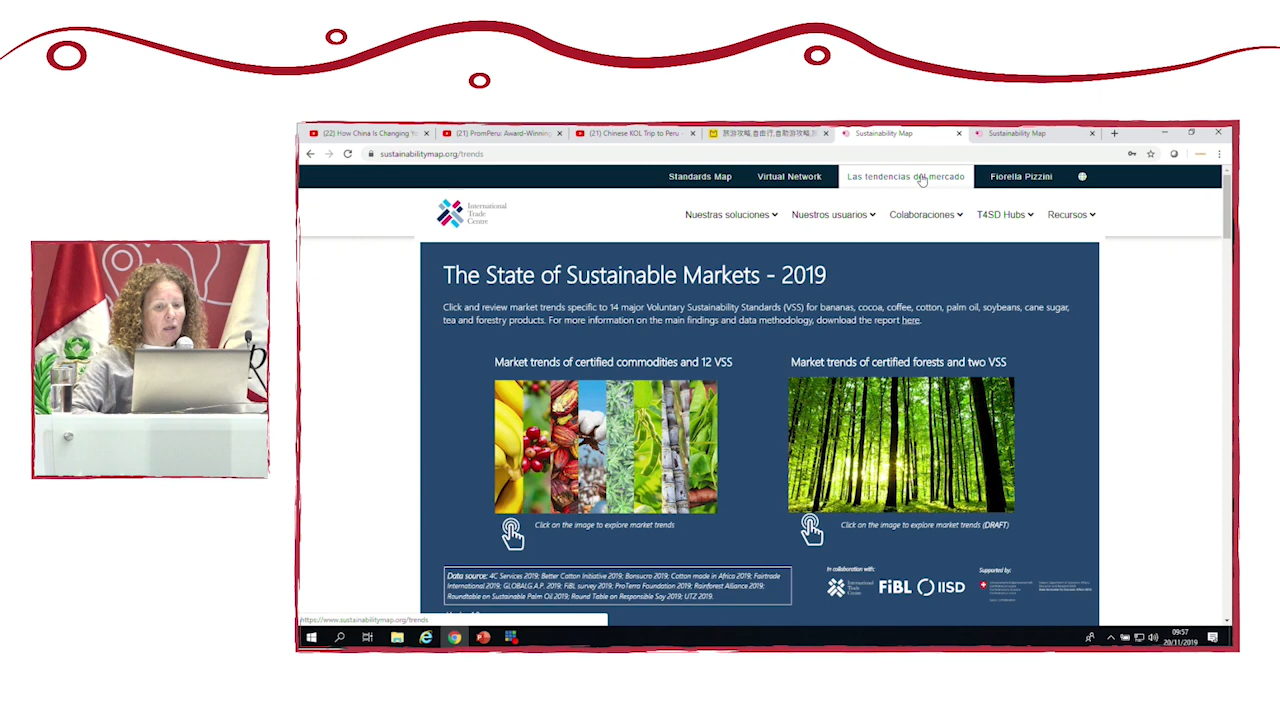 (22) How China Is Changing Yo
(21) PromPeru: Award-Winning
(21) Chinese KOL Trip to Peru -
Sustainability Map
Sustainability Map
sustainabilitymap.org/trends
Standards Map
Virtual Network
Las tendencias del mercado
Fiorella Pizzini
International
Trade
Centre
Nuestras soluciones
Nuestros usuarios
Colaboraciones
T4SD Hubs
Recursos
The State of Sustainable Markets - 2019
Click and review market trends specific to 14 major Voluntary Sustainability Standards (VSS) for bananas, cocoa, coffee, cotton, palm oil, soybeans, cane sugar,
tea and forestry products. For more information on the main findings and data methodology, download the report here.
Market trends of certified commodities and 12 VSS
Market trends of certified forests and two VSS
Click on the image to explore market trends
Click on the image to explore market trends (DRAFT)
Data source: 4C Services 2019; Better Cotton Initiative 2019; Bonsucro 2019; Cotton made in Africa 2019; Fairtrade
International 2019; GLOBALG.A.P. 2019; FiBL survey 2019; ProTerra Foundation 2019; Rainforest Alliance 2019;
Roundtable on Sustainable Palm Oil 2019; Round Table on Responsible Soy 2019; UTZ 2019.
In collaboration with:
Supported by:
International
Trade
Centre
FiBL
IISD
https://www.sustainabilitymap.org/trends
09:57
20/11/2019